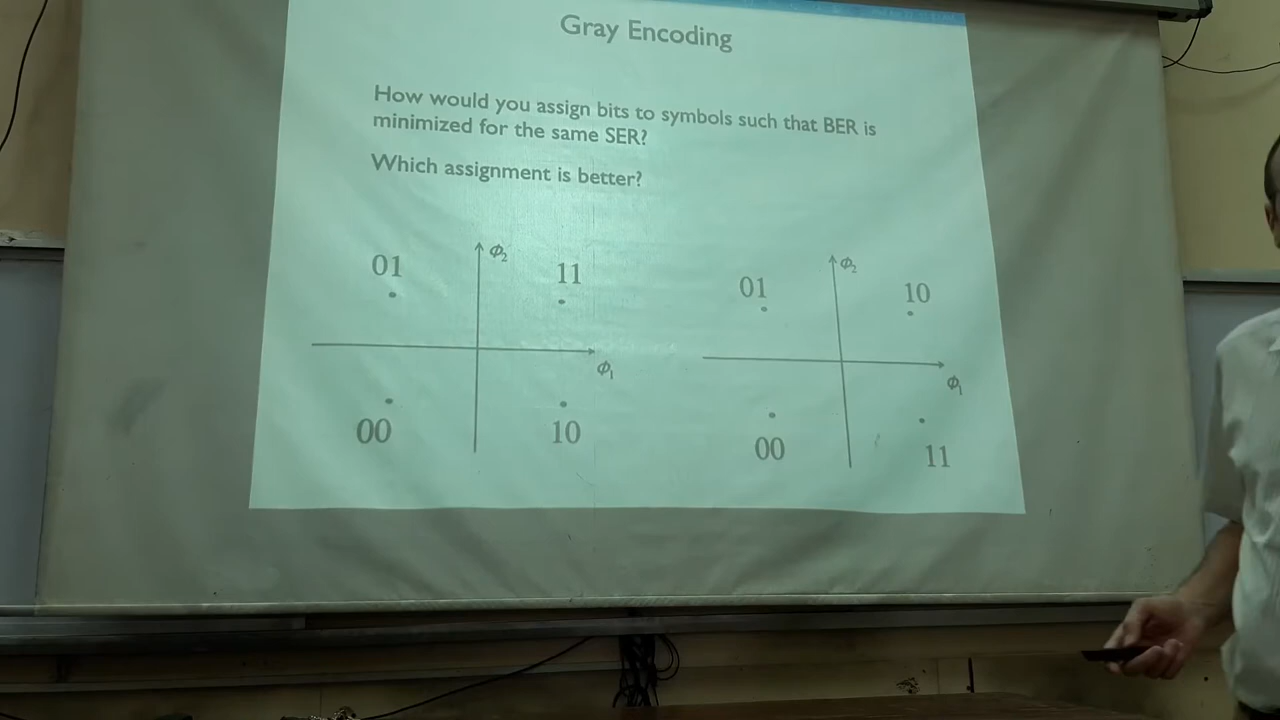 Gray Encoding
How would you assign bits to symbols such that BER is
minimized for the same SER?
Which assignment is better?
01
Φ₂
11
Φ₁
00
10
01
Φ₂
10
Φ₁
00
11